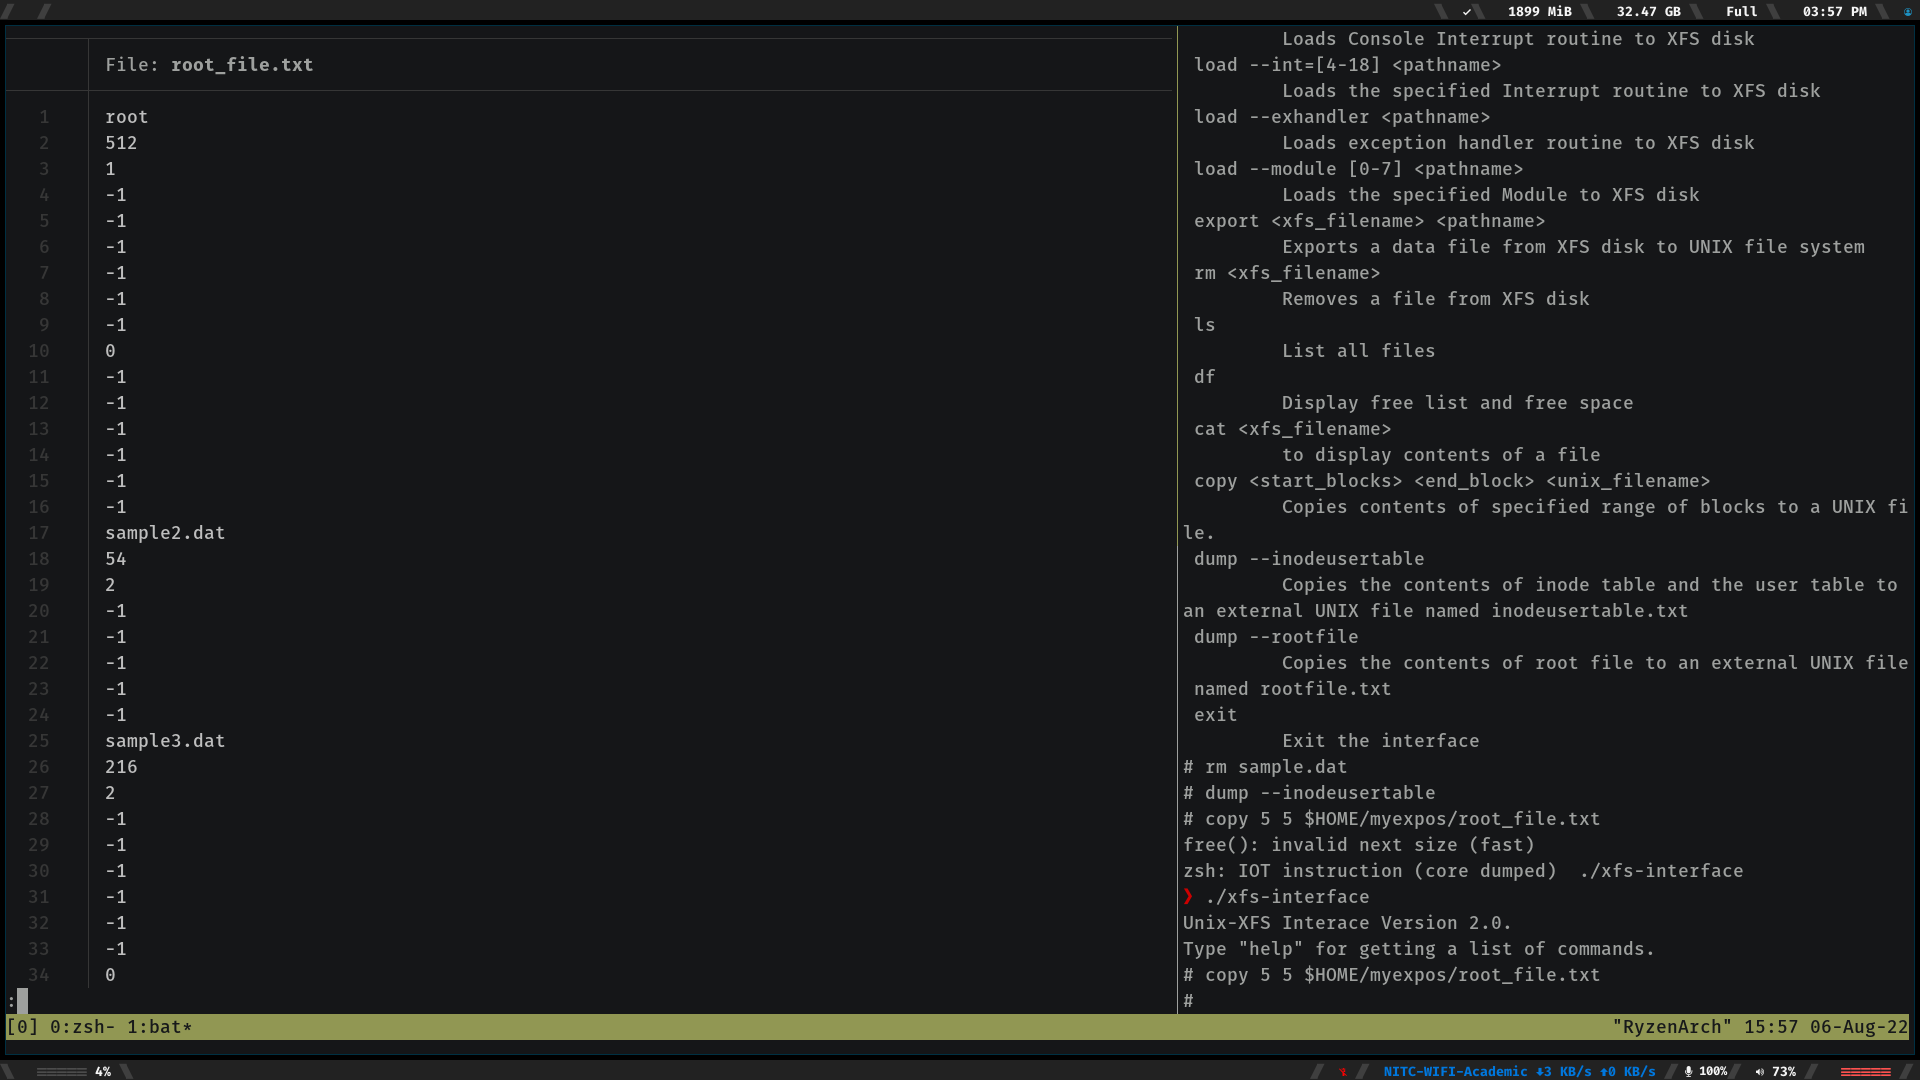 ✓ 1899 MiB 32.47 GB Full 03:57 PM
File: root_file.txt
1 root
2 512
3 1
4 -1
5 -1
6 -1
7 -1
8 -1
9 -1
10 0
11 -1
12 -1
13 -1
14 -1
15 -1
16 -1
17 sample2.dat
18 54
19 2
20 -1
21 -1
22 -1
23 -1
24 -1
25 sample3.dat
26 216
27 2
28 -1
29 -1
30 -1
31 -1
32 -1
33 -1
34 0
:
Loads Console Interrupt routine to XFS disk
load --int=[4-18] <pathname>
Loads the specified Interrupt routine to XFS disk
load --exhandler <pathname>
Loads exception handler routine to XFS disk
load --module [0-7] <pathname>
Loads the specified Module to XFS disk
export <xfs_filename> <pathname>
Exports a data file from XFS disk to UNIX file system
rm <xfs_filename>
Removes a file from XFS disk
ls
List all files
df
Display free list and free space
cat <xfs_filename>
to display contents of a file
copy <start_blocks> <end_block> <unix_filename>
Copies contents of specified range of blocks to a UNIX fi
le.
dump --inodeusertable
Copies the contents of inode table and the user table to
an external UNIX file named inodeusertable.txt
dump --rootfile
Copies the contents of root file to an external UNIX file
named rootfile.txt
exit
Exit the interface
# rm sample.dat
# dump --inodeusertable
# copy 5 5 $HOME/myexpos/root_file.txt
free(): invalid next size (fast)
zsh: IOT instruction (core dumped)  ./xfs-interface
❯ ./xfs-interface
Unix-XFS Interace Version 2.0.
Type "help" for getting a list of commands.
# copy 5 5 $HOME/myexpos/root_file.txt
#
[0] 0:zsh- 1:bat* "RyzenArch" 15:57 06-Aug-22
4% NITC-WIFI-Academic ⬇3 KB/s ⬆0 KB/s 100% 73%